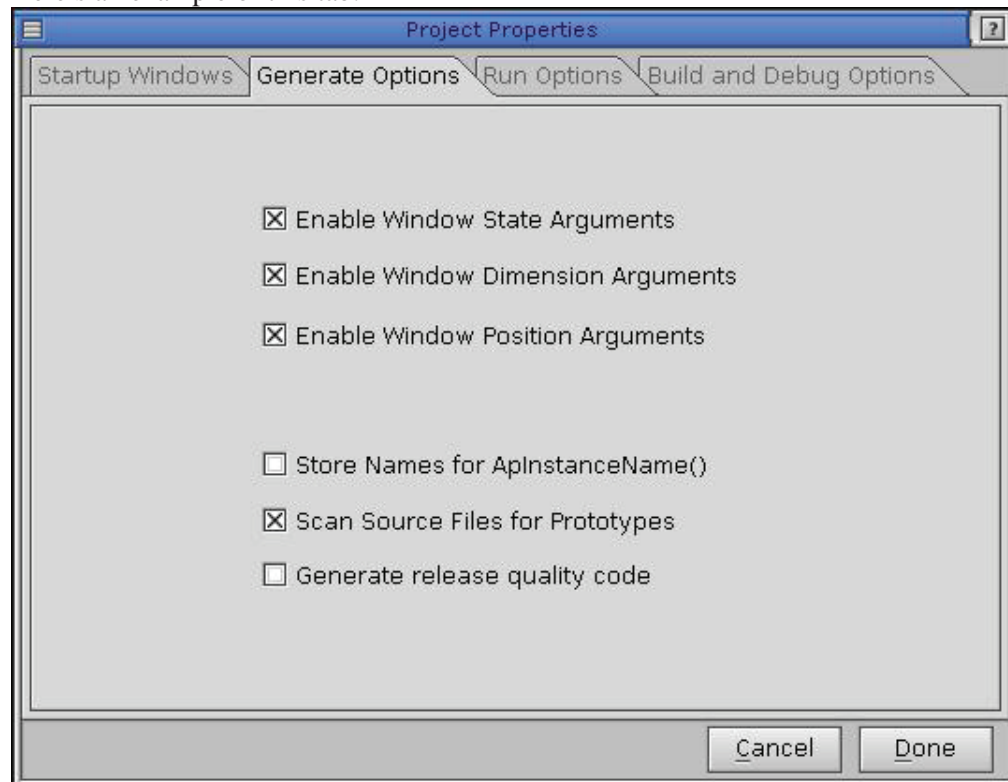 Project Properties
?
Startup Windows Generate Options Run Options Build and Debug Options
Enable Window State Arguments
Enable Window Dimension Arguments
Enable Window Position Arguments
Store Names for ApInstanceName()
Scan Source Files for Prototypes
Generate release quality code
Cancel Done